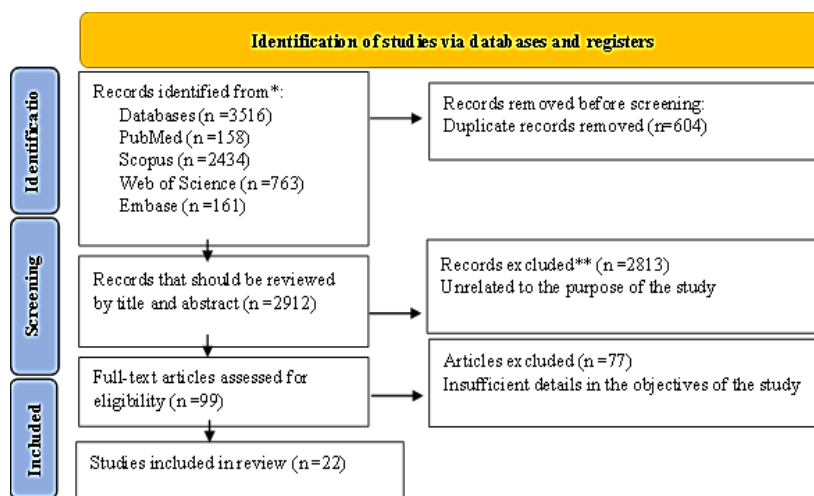 Identification of studies via databases and registers
Identificatio
Records identified from*:
Databases (n =3516)
PubMed (n =158)
Scopus (n =2434)
Web of Science (n =763)
Embase (n =161)
Records removed before screening:
Duplicate records removed (n=604)
Screening
Records that should be reviewed
by title and abstract (n =2912)
Records excluded** (n =2813)
Unrelated to the purpose of the study
Full-text articles assessed for
eligibility (n =99)
Articles excluded (n =77)
Insufficient details in the objectives of the study
Included
Studies included in review (n=22)